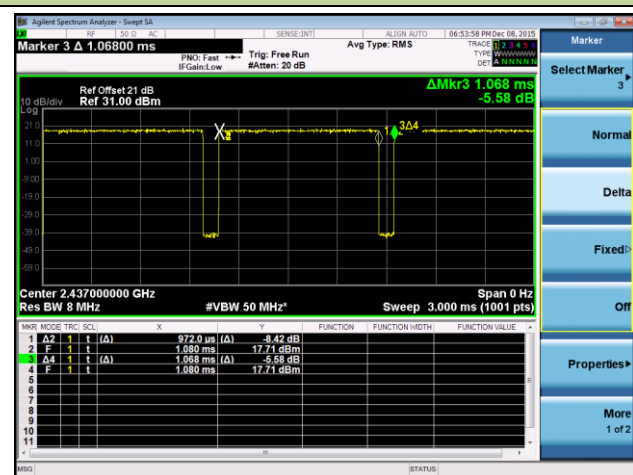 Agilent Spectrum Analyzer - Swept SA
RF 50 Ω AC SENSE:INT ALIGN AUTO 06:53:58 PM Dec 08, 2015
Marker 3 Δ 1.06800 ms
PNO: Fast Trig: Free Run Avg Type: RMS TRACE 1 2 3 4 5 6
TYPE WWWWWW
IFGain:Low #Atten: 20 dB DET A N N N N N
Marker
Select Marker
3
Normal
Delta
Fixed
Off
Properties
More
1 of 2
ΔMkr3 1.068 ms
-5.58 dB
Ref Offset 21 dB
10 dB/div Ref 31.00 dBm
Log
21.0
11.0
1.00
-9.00
-19.0
-29.0
-39.0
-49.0
-59.0
3Δ4
Center 2.437000000 GHz Span 0 Hz
Res BW 8 MHz #VBW 50 MHz* Sweep 3.000 ms (1001 pts)
MKR MODE TRC SCL X Y FUNCTION FUNCTION WIDTH FUNCTION VALUE
1 Δ2 1 t (Δ) 972.0 µs (Δ) -8.42 dB
2 F 1 t 1.080 ms 17.71 dBm
3 Δ4 1 t (Δ) 1.068 ms (Δ) -5.58 dB
4 F 1 t 1.080 ms 17.71 dBm
5
6
7
8
9
10
11
MSG STATUS